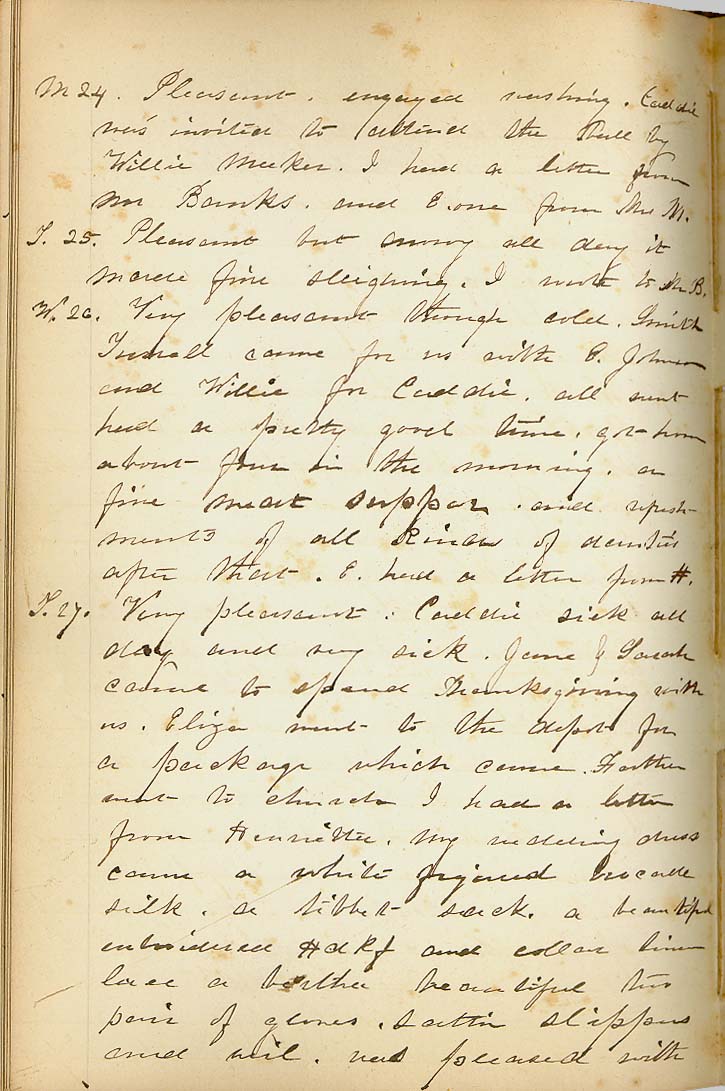 M 24. Pleasant. engaged washing. Caddie
was invited to attend the Ball by
Willie Meeker. I had a letter from
Mr Banks. and E. one from Mr M.
T. 25. Pleasant but snowy all day it
made fine sleighing. I wrote to Mr B.
W. 26. Very pleasant though cold. Smith
came for us with C. Johnson
and Willie for Caddie. all went
had a pretty good time. got home
about four in the morning. a
fine meat supper. and refresh-
ments of all kinds of dainties
after that. E. had a letter from H.
T. 27. Very pleasant. Caddie sick all
day and very sick. Jane & Sarah
came to spend Thanksgiving with
us. Eliza went to the depot for
a package which came. Father
went to church I had a letter
from Henrietta. my wedding dress
came a white figured brocade
silk. a tibbet sack. a beautiful
embroidered Hdkf and collar linen
lace a bertha beautiful two
pair of gloves. sattin slippers
and veil. was pleased with